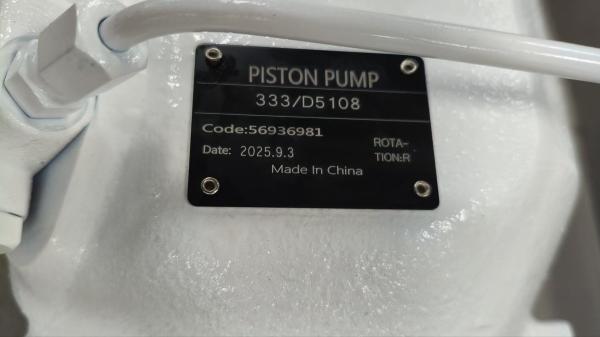 PISTON PUMP
333/D5108
Code:56936981
Date: 2025.9.3
ROTA-
TION:R
Made In China